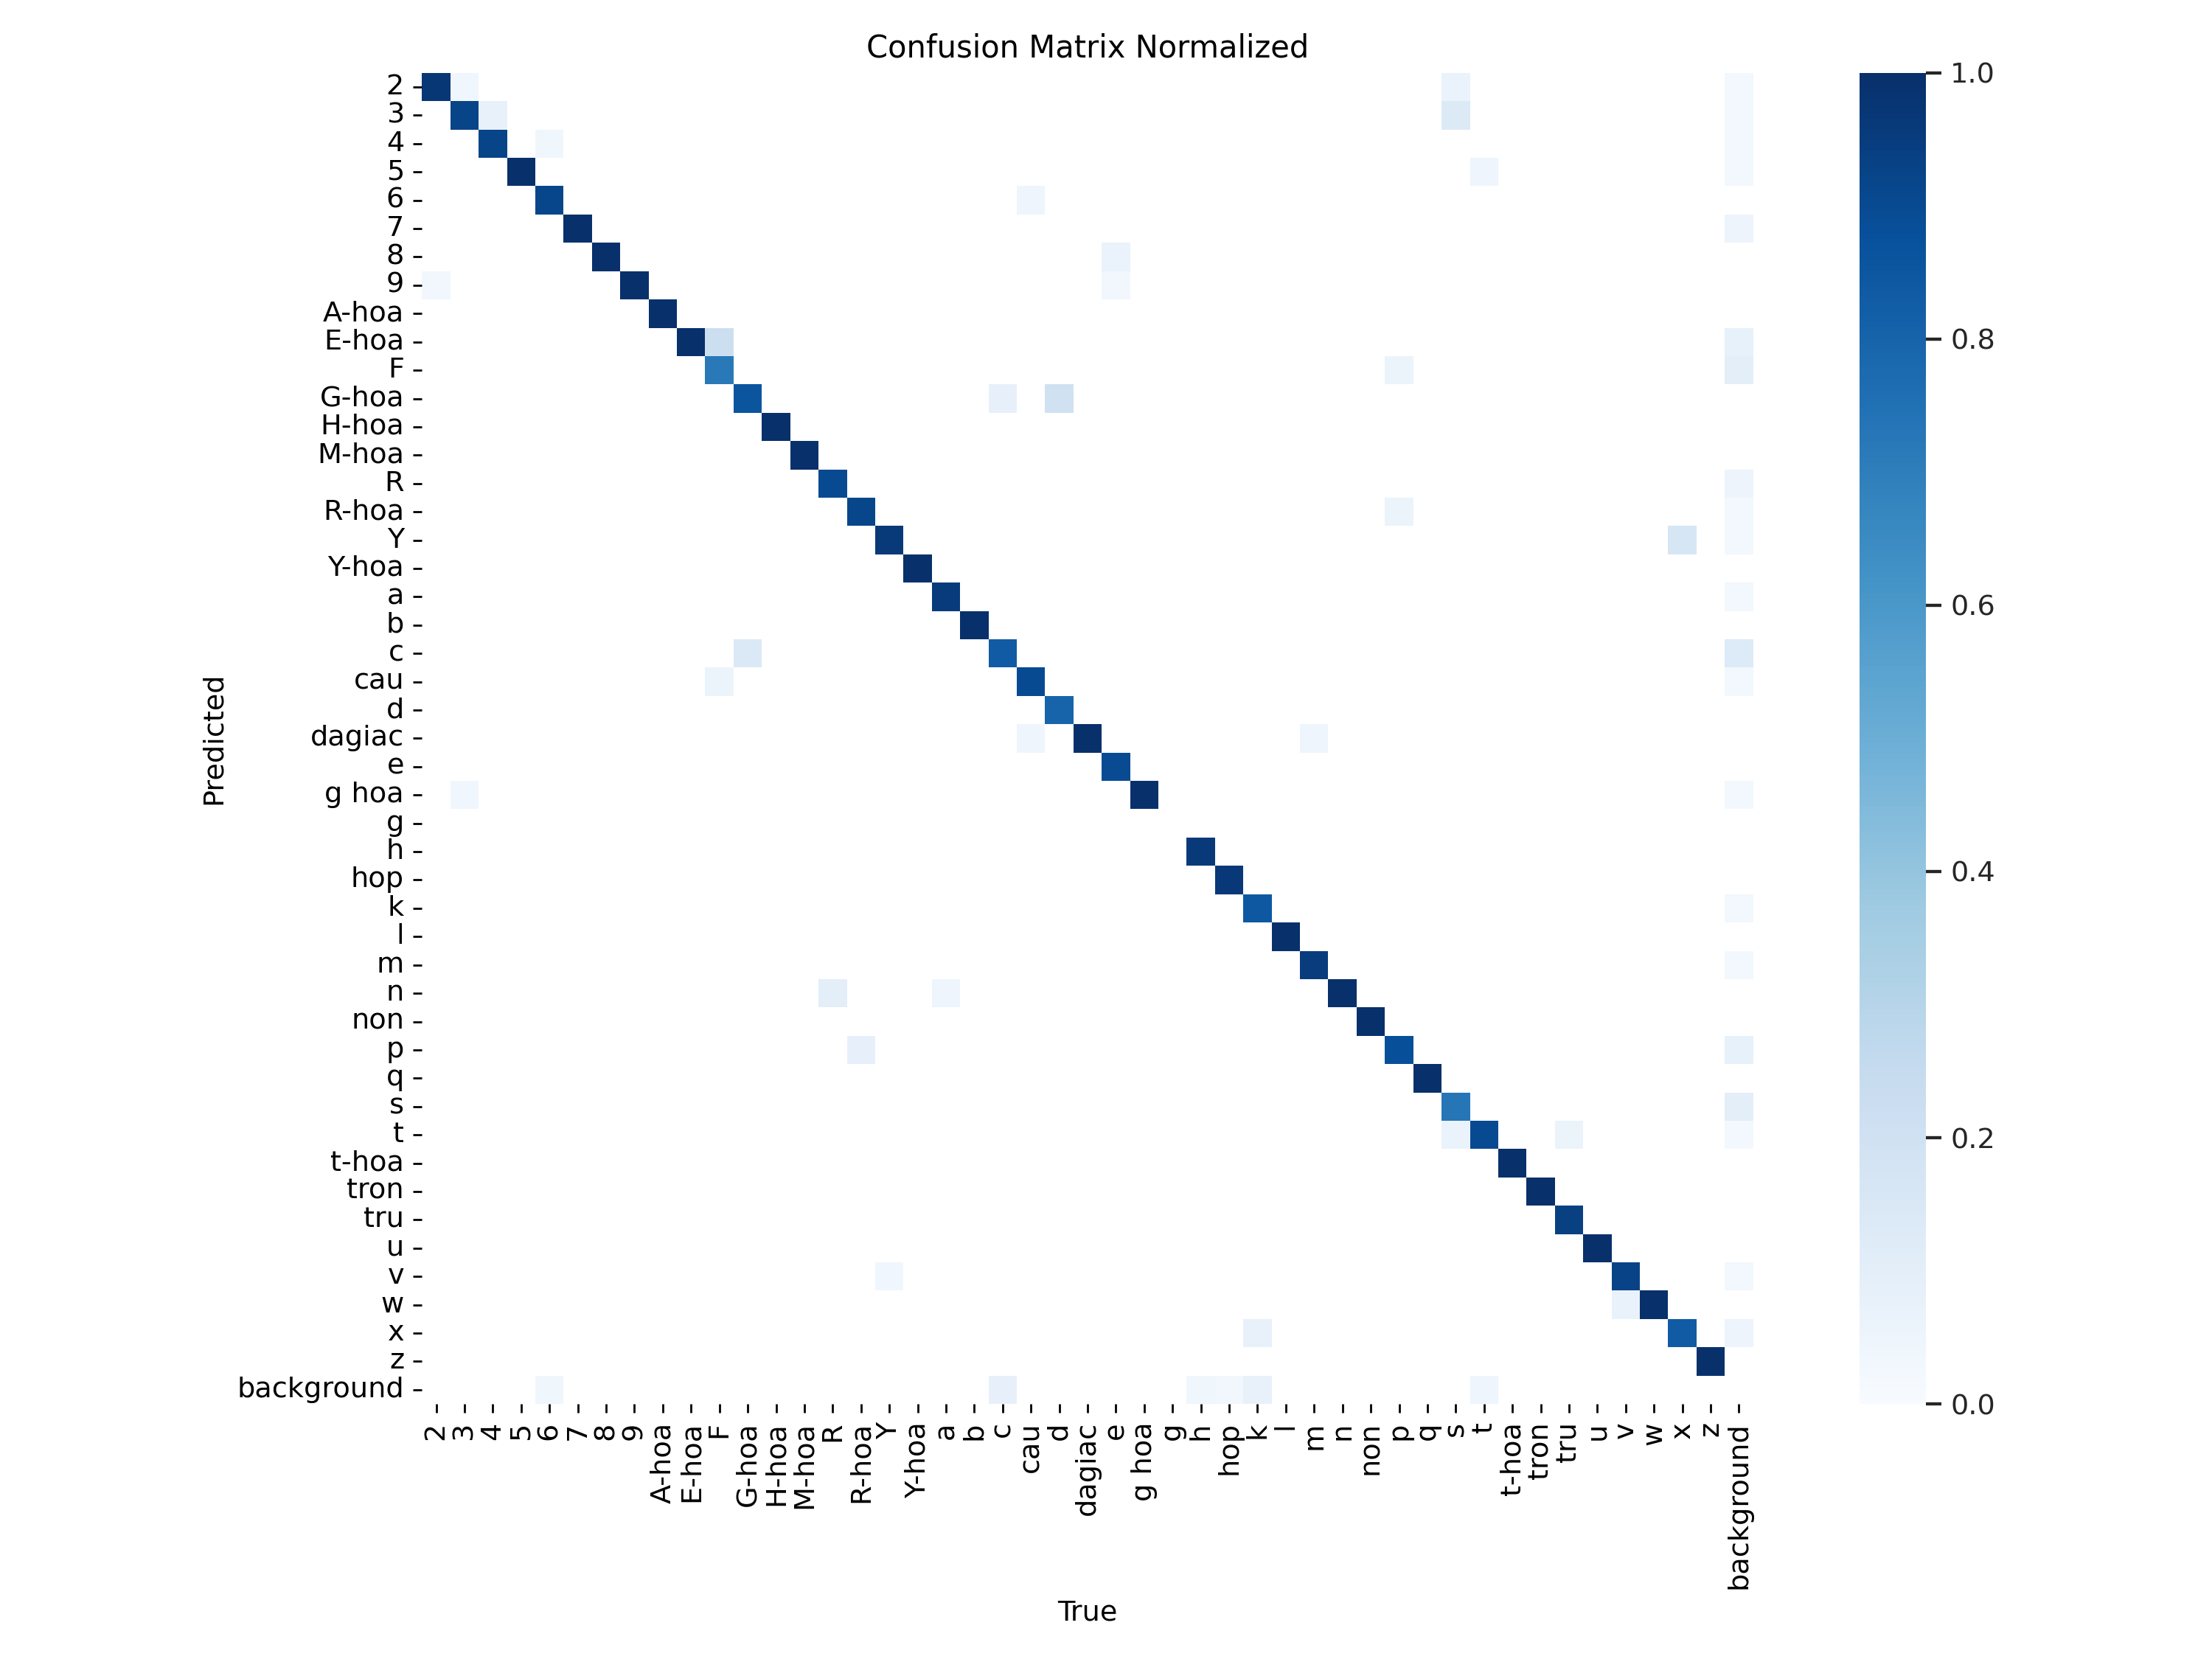 Confusion Matrix Normalized
2
3
4
5
6
7
8
9
A-hoa
E-hoa
F
G-hoa
H-hoa
M-hoa
R
R-hoa
Y
Y-hoa
a
b
c
cau
d
dagiac
e
g hoa
g
h
hop
k
l
m
n
non
p
q
s
t
t-hoa
tron
tru
u
v
w
x
z
background
Predicted
2 3 4 5 6 7 8 9 A-hoa E-hoa F G-hoa H-hoa M-hoa R R-hoa Y Y-hoa a b c cau d dagiac e g hoa g h hop k l m n non p q s t t-hoa tron tru u v w x z background
True
1.0
0.8
0.6
0.4
0.2
0.0